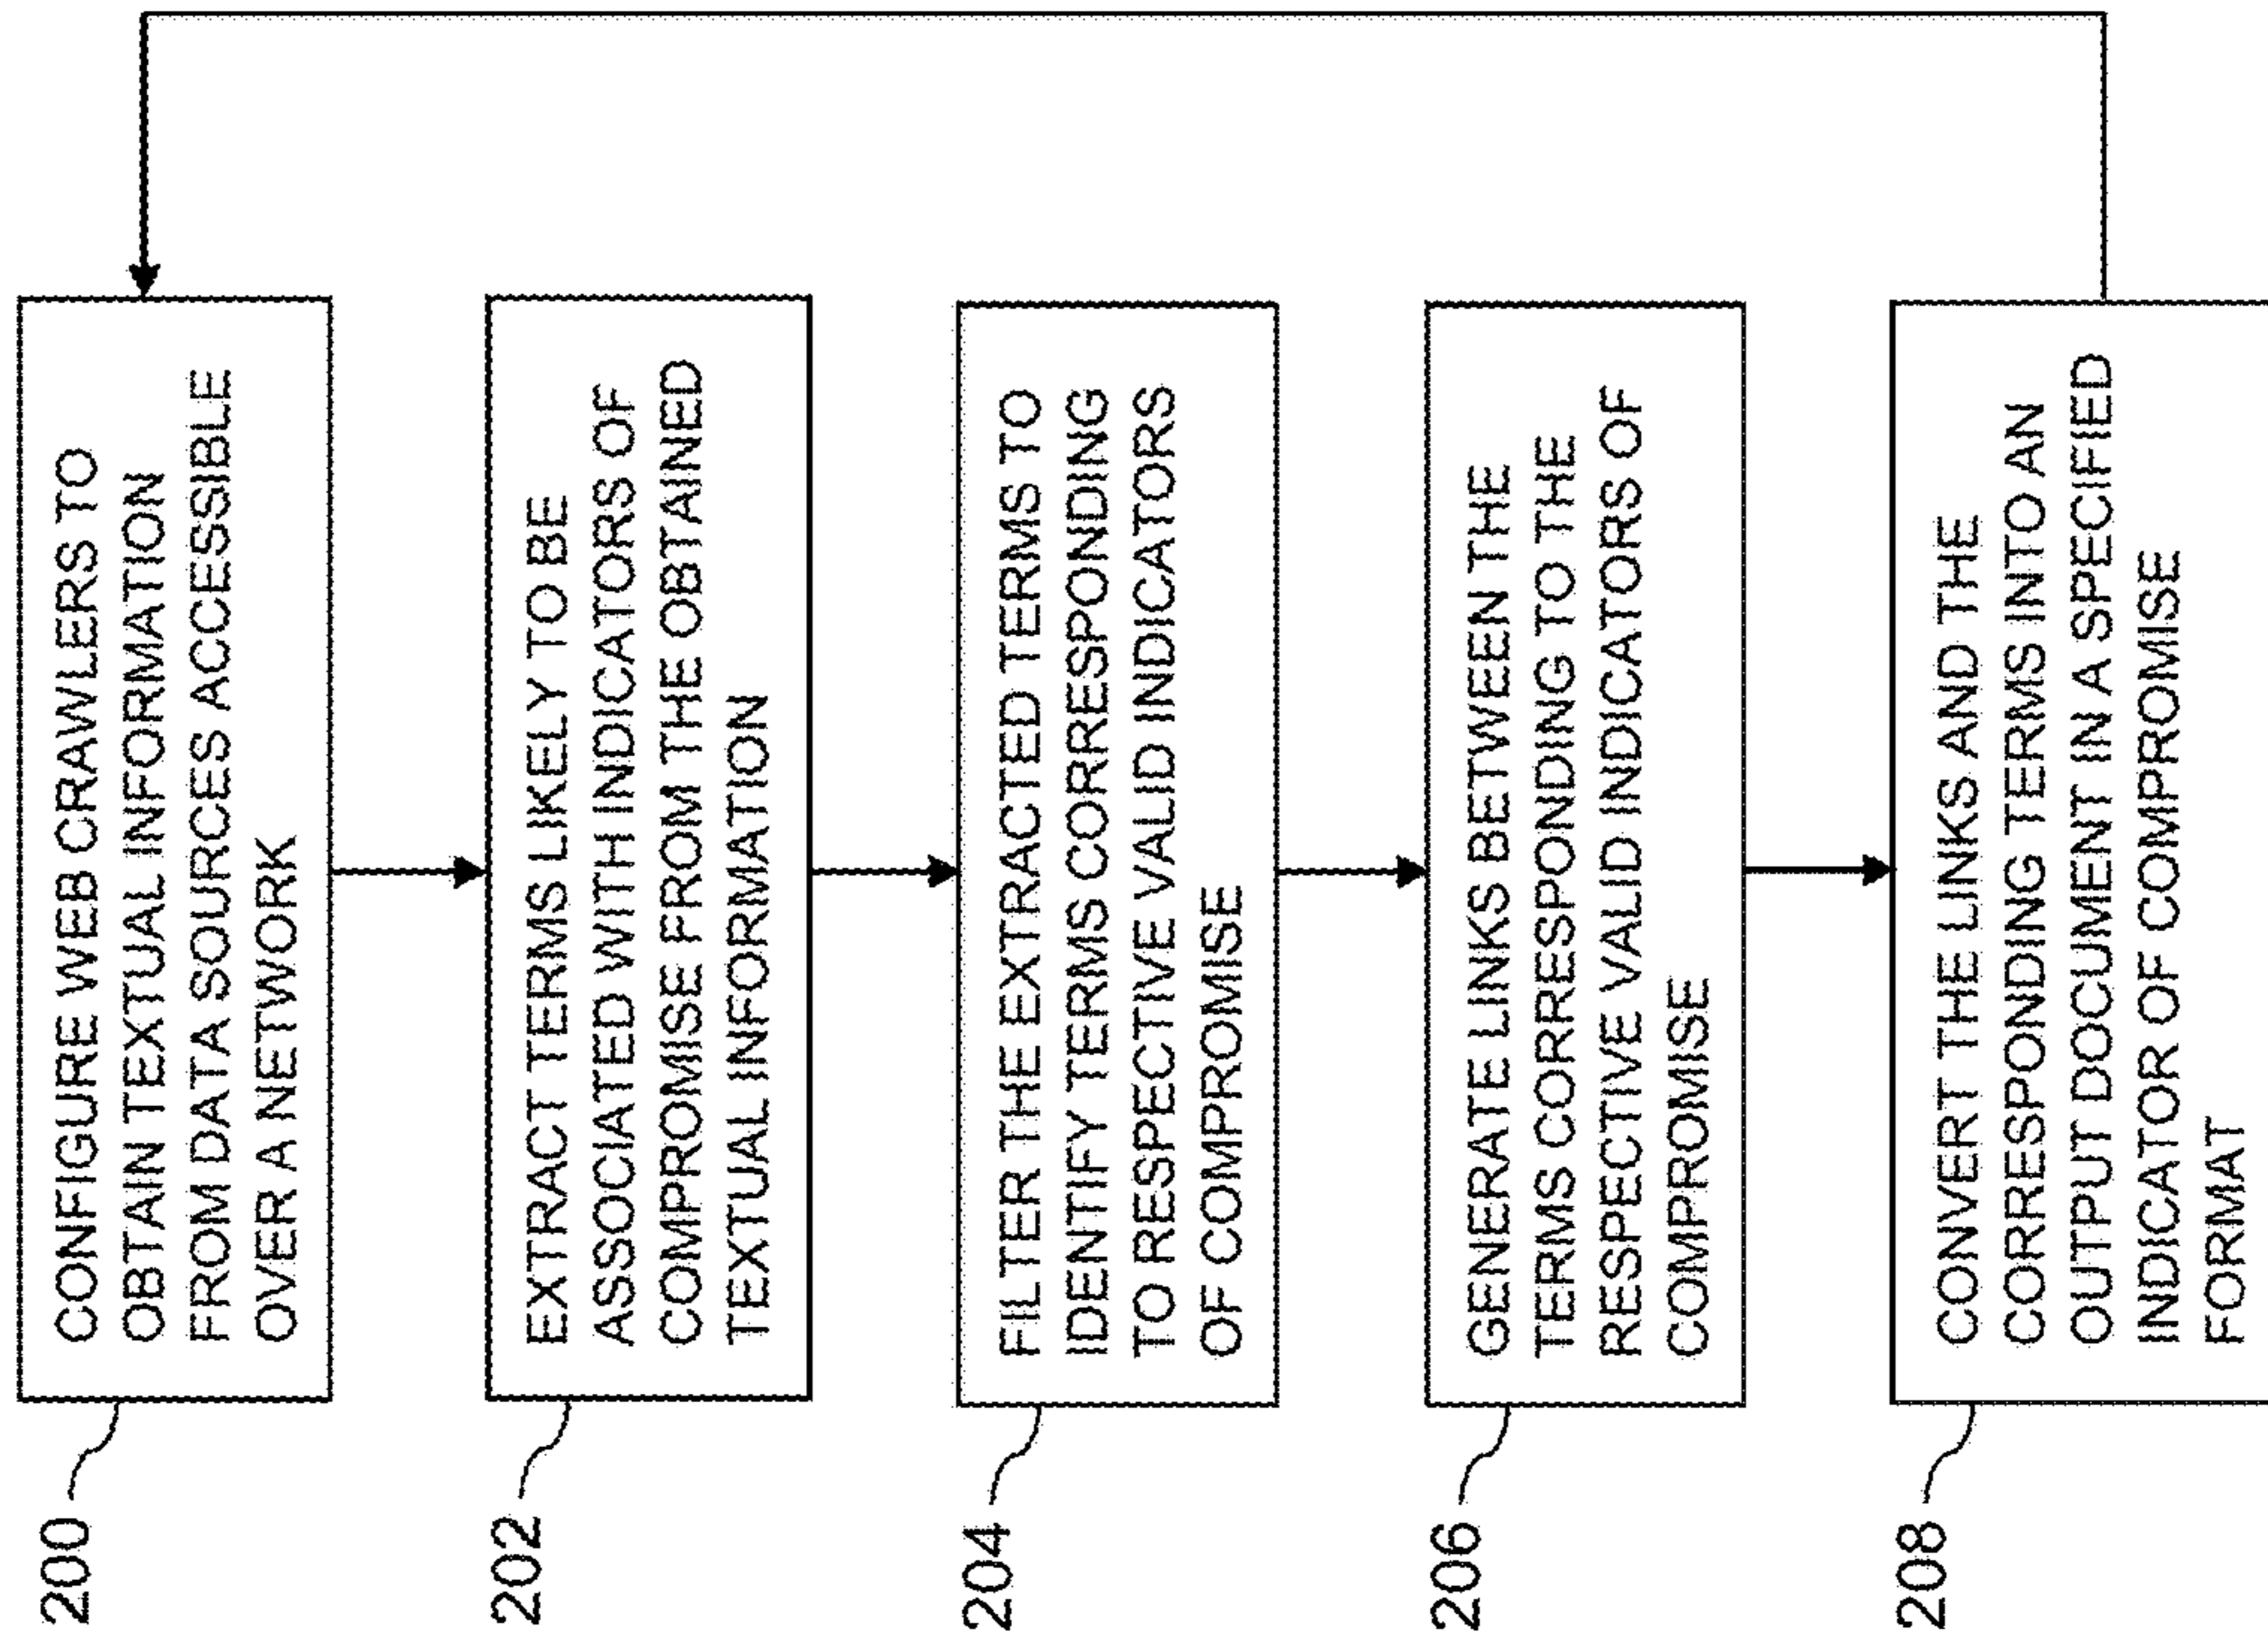 200
CONFIGURE WEB CRAWLERS TO
OBTAIN TEXTUAL INFORMATION
FROM DATA SOURCES ACCESSIBLE
OVER A NETWORK
202
EXTRACT TERMS LIKELY TO BE
ASSOCIATED WITH INDICATORS OF
COMPROMISE FROM THE OBTAINED
TEXTUAL INFORMATION
204
FILTER THE EXTRACTED TERMS TO
IDENTIFY TERMS CORRESPONDING
TO RESPECTIVE VALID INDICATORS
OF COMPROMISE
206
GENERATE LINKS BETWEEN THE
TERMS CORRESPONDING TO THE
RESPECTIVE VALID INDICATORS OF
COMPROMISE
208
CONVERT THE LINKS AND THE
CORRESPONDING TERMS INTO AN
OUTPUT DOCUMENT IN A SPECIFIED
INDICATOR OF COMPROMISE
FORMAT